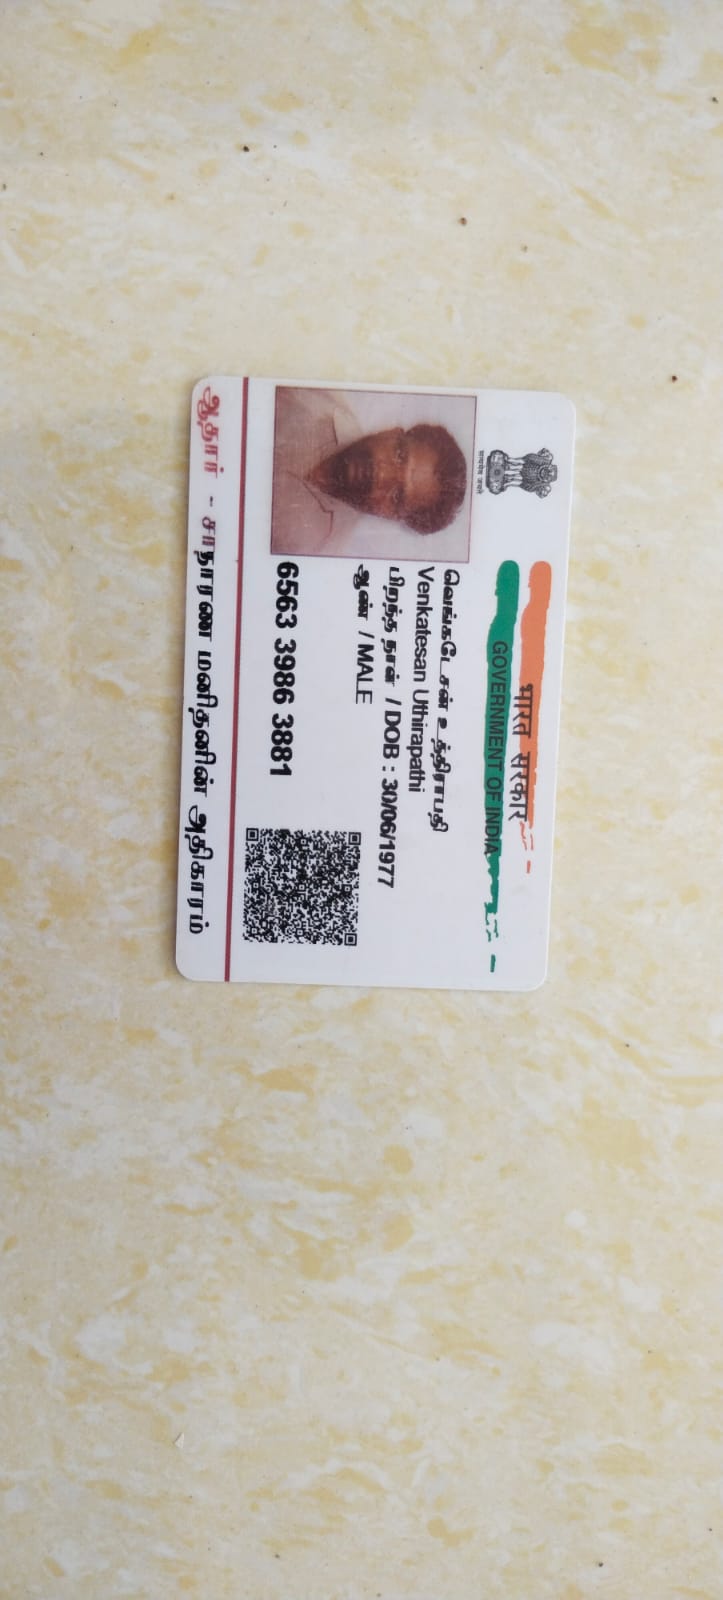 भारत सरकार
GOVERNMENT OF INDIA
सत्यमेव जयते
வெங்கடேசன் உத்திராபதி
Venkatesan Uthirapathi
பிறந்த நாள் / DOB : 30/06/1977
ஆண் / MALE
6563 3986 3881
ஆதார் - சாதாரண மனிதனின் அதிகாரம்